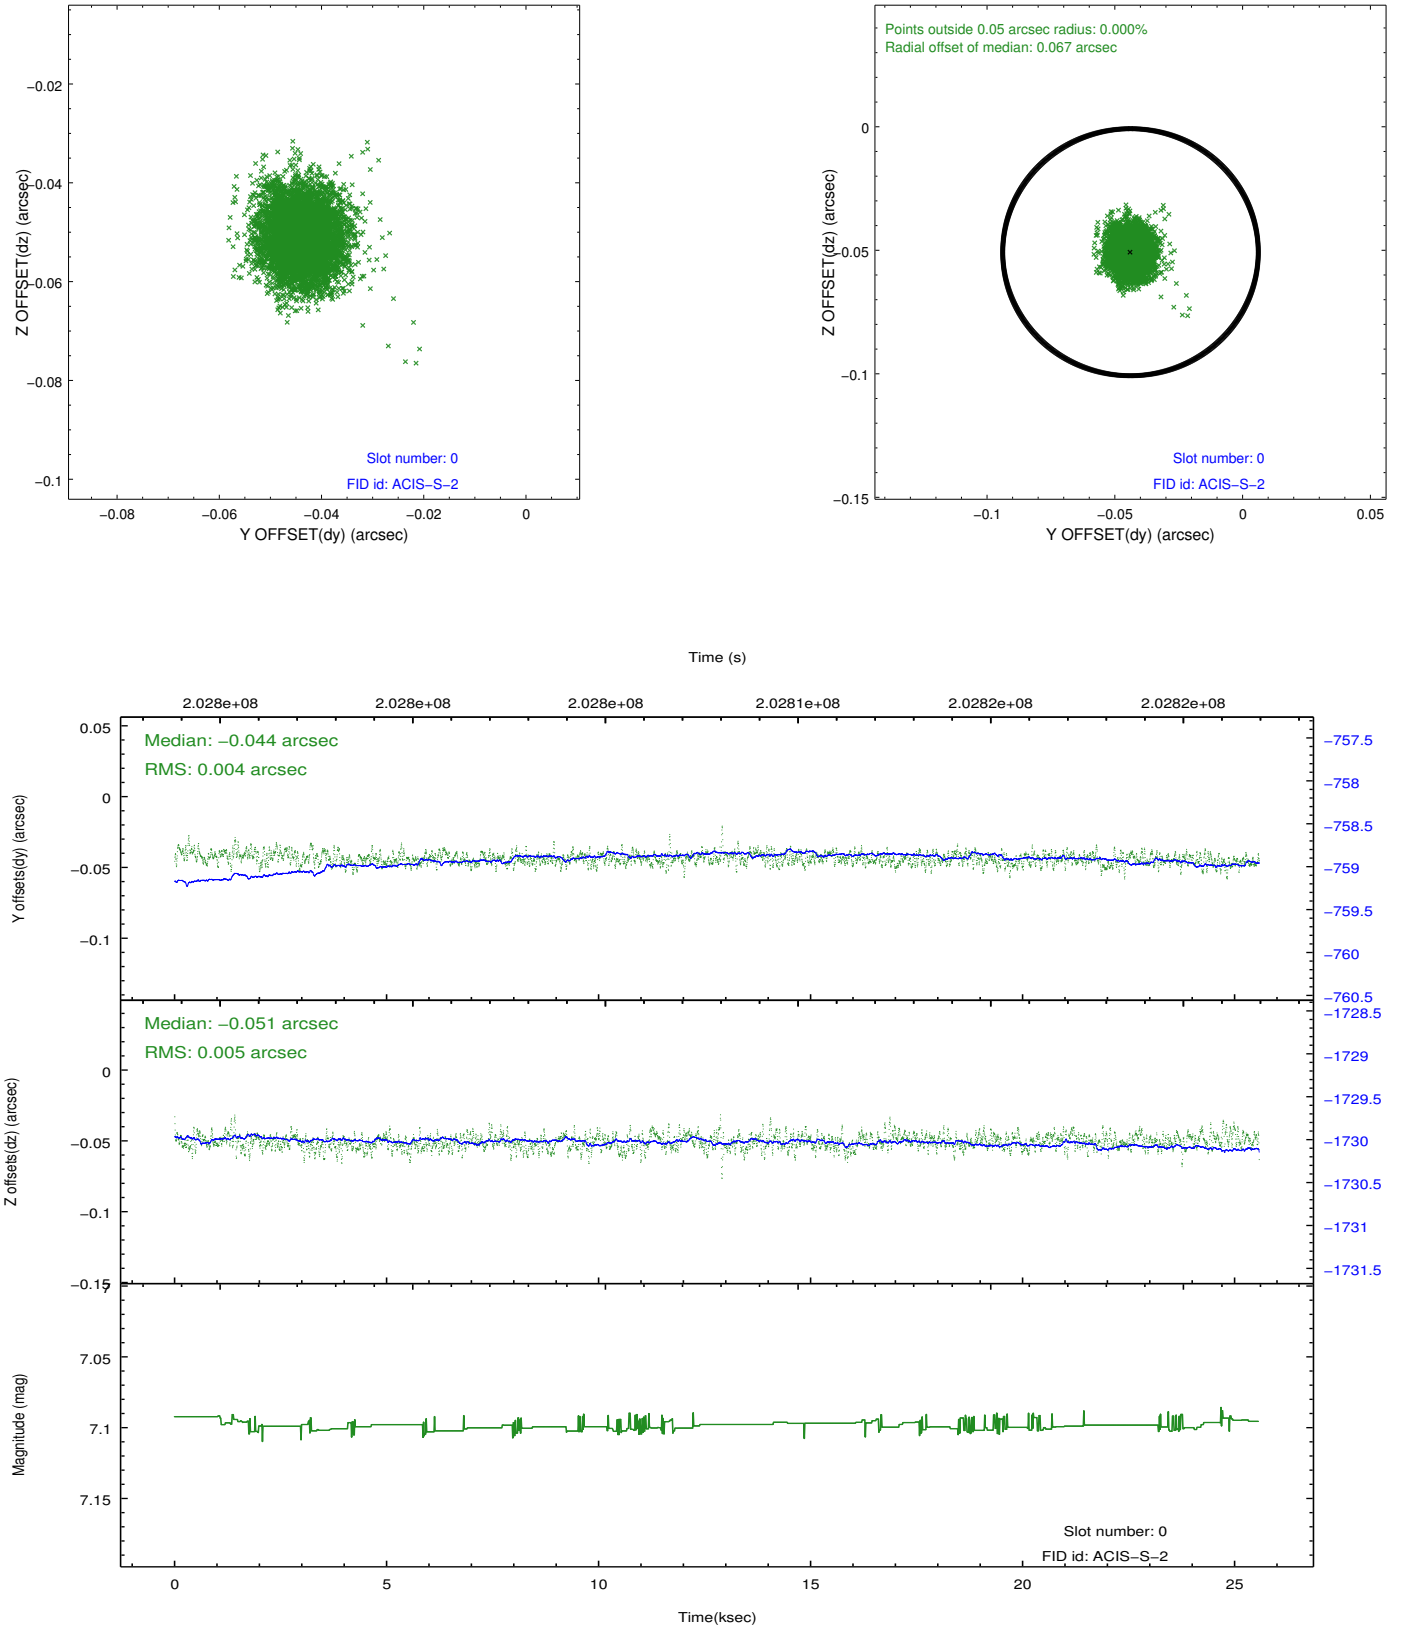 −0.02
−0.04
−0.06
−0.08
−0.1
Z OFFSET(dz) (arcsec)
Slot number: 0
FID id: ACIS−S−2
−0.08 −0.06 −0.04 −0.02 0
Y OFFSET(dy) (arcsec)
Points outside 0.05 arcsec radius: 0.000%
Radial offset of median: 0.067 arcsec
0
−0.05
−0.1
−0.15
Z OFFSET(dz) (arcsec)
Slot number: 0
FID id: ACIS−S−2
−0.1 −0.05 0 0.05
Y OFFSET(dy) (arcsec)
Time (s)
2.028e+08 2.028e+08 2.028e+08 2.0281e+08 2.0282e+08 2.0282e+08
Median: −0.044 arcsec
RMS: 0.004 arcsec
0.05
0
−0.05
−0.1
Y offsets(dy) (arcsec)
−757.5
−758
−758.5
−759
−759.5
−760
−760.5
Median: −0.051 arcsec
RMS: 0.005 arcsec
0
−0.05
−0.1
−0.15
Z offsets(dz) (arcsec)
−1728.5
−1729
−1729.5
−1730
−1730.5
−1731
−1731.5
7
7.05
7.1
7.15
Magnitude (mag)
Slot number: 0
FID id: ACIS−S−2
0 5 10 15 20 25
Time(ksec)